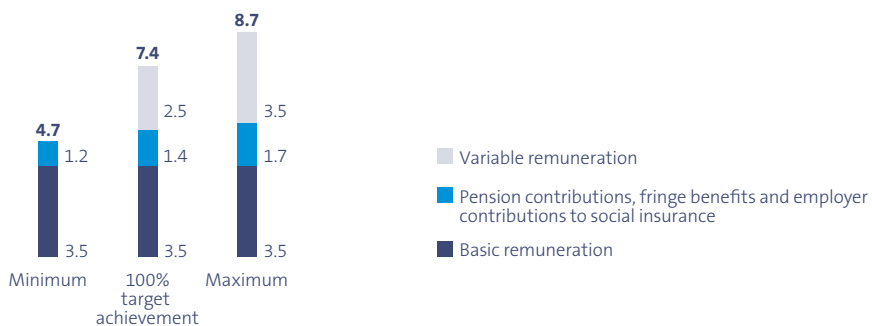 8.7
7.4
4.7
2.5
3.5
1.2
1.4
1.7
3.5
3.5
3.5
Minimum
100%
target
achievement
Maximum
Variable remuneration
Pension contributions, fringe benefits and employer
contributions to social insurance
Basic remuneration